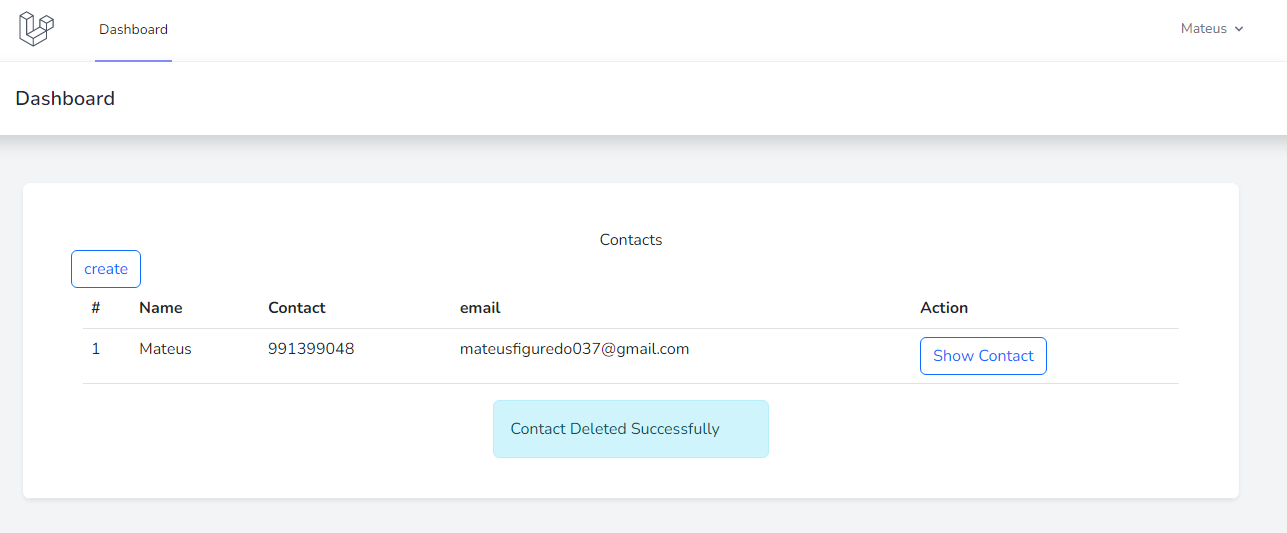 Dashboard
Mateus
Dashboard
Contacts
create
# Name Contact email Action
1 Mateus 991399048 mateusfiguredo037@gmail.com Show Contact
Contact Deleted Successfully